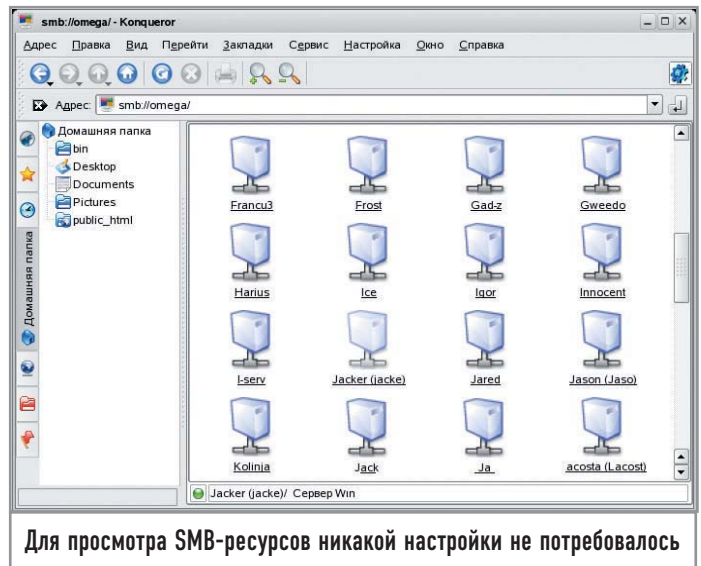 smb://omega/ - Konqueror
Адрес Правка Вид Перейти Закладки Сервис Настройка Окно Справка
Адрес: smb://omega/
Домашняя папка
bin
Desktop
Documents
Pictures
public_html
Домашняя папка
Francu3 Frost Gad-z Gweedo
Harius Ice Igor Innocent
I-serv Jacker (jacke) Jared Jason (Jaso)
Kolinja Jack Ja_ acosta (Lacost)
Jacker (jacke)/ Сервер Win
Для просмотра SMB-ресурсов никакой настройки не потребовалось